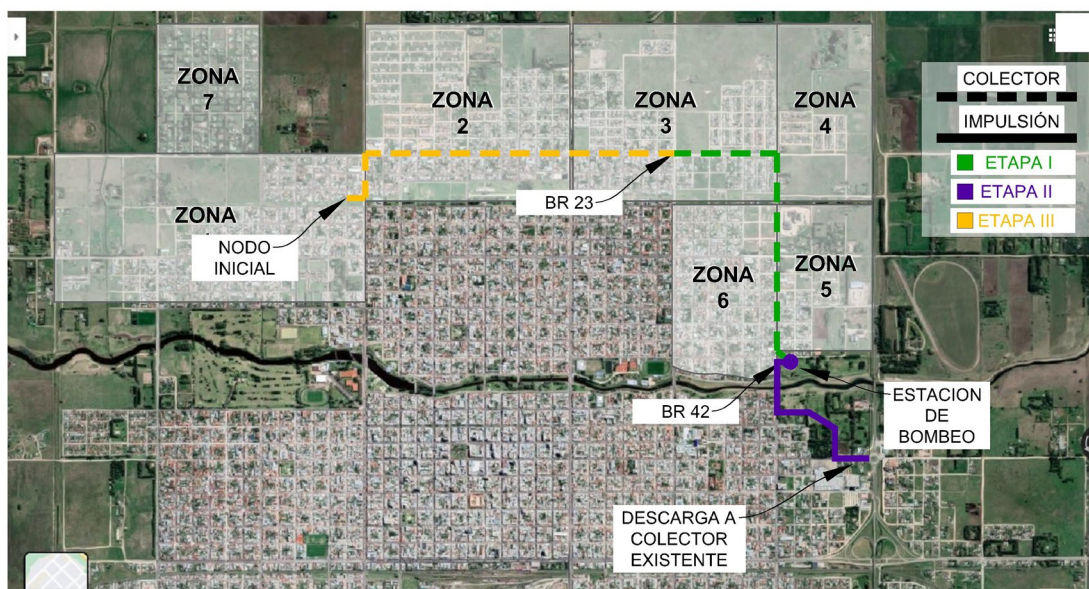 ZONA
7
ZONA
2
ZONA
3
ZONA
4
COLECTOR
IMPULSIÓN
ETAPA I
ETAPA II
ETAPA III
BR 23
ZONA
NODO
INICIAL
ZONA
6
ZONA
5
BR 42
ESTACION
DE
BOMBEO
DESCARGA A
COLECTOR
EXISTENTE